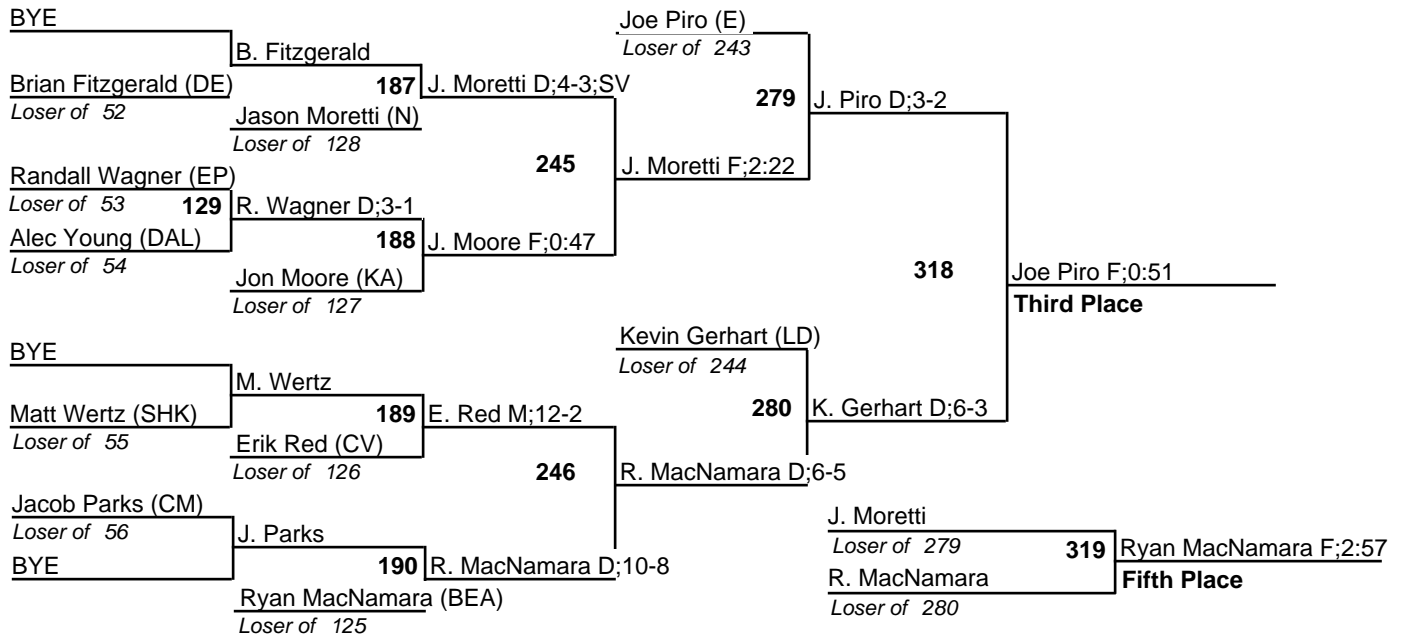 BYE
B. Fitzgerald
Brian Fitzgerald (DE)
Loser of 52
187
J. Moretti D;4-3;SV
Jason Moretti (N)
Loser of 128
Randall Wagner (EP)
Loser of 53
129
R. Wagner D;3-1
Alec Young (DAL)
Loser of 54
188
J. Moore F;0:47
Jon Moore (KA)
Loser of 127
245
J. Moretti F;2:22
Joe Piro (E)
Loser of 243
279
J. Piro D;3-2
BYE
M. Wertz
Matt Wertz (SHK)
Loser of 55
189
E. Red M;12-2
Erik Red (CV)
Loser of 126
Jacob Parks (CM)
Loser of 56
J. Parks
BYE
190
R. MacNamara D;10-8
Ryan MacNamara (BEA)
Loser of 125
246
R. MacNamara D;6-5
Kevin Gerhart (LD)
Loser of 244
280
K. Gerhart D;6-3
318
Joe Piro F;0:51
Third Place
J. Moretti
Loser of 279
319
Ryan MacNamara F;2:57
R. MacNamara
Fifth Place
Loser of 280